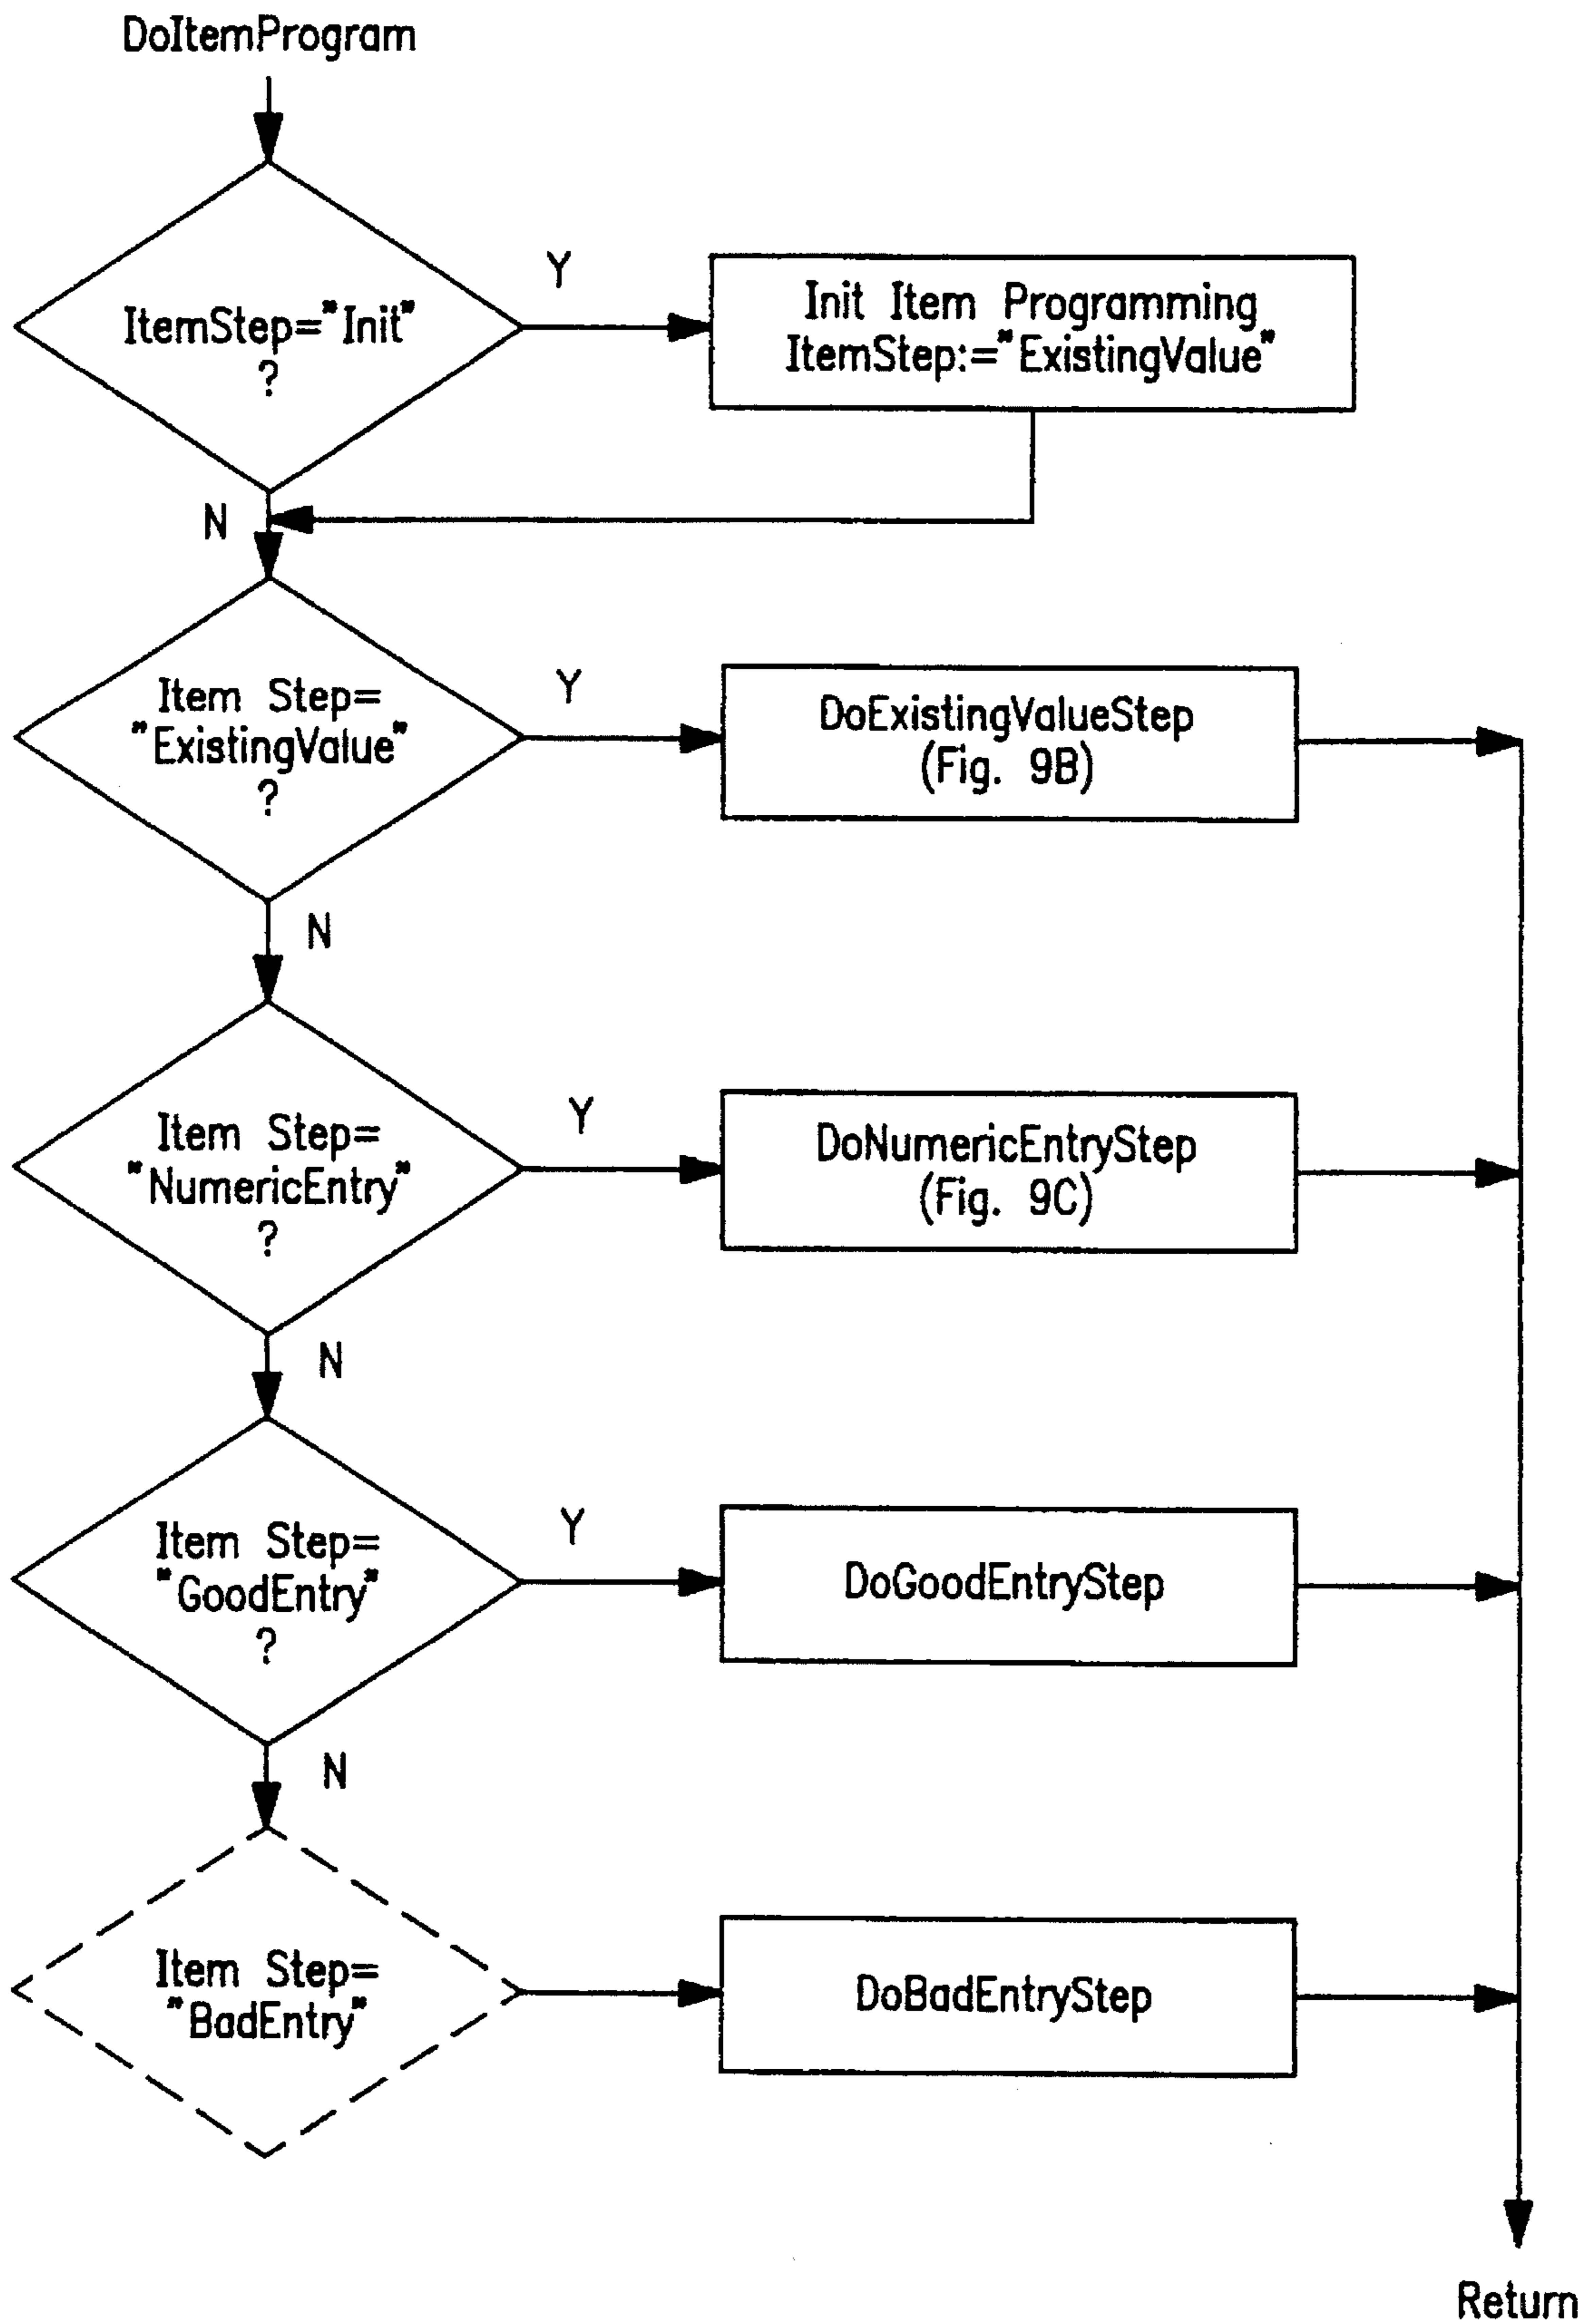 DoItemProgram
ItemStep="Init"
?
Y
Init Item Programming
ItemStep:="ExistingValue"
N
Item Step=
"ExistingValue"
?
Y
DoExistingValueStep
(Fig. 9B)
N
Item Step=
"NumericEntry"
?
Y
DoNumericEntryStep
(Fig. 9C)
N
Item Step=
"GoodEntry"
?
Y
DoGoodEntryStep
N
Item Step=
"BadEntry"
DoBadEntryStep
Return